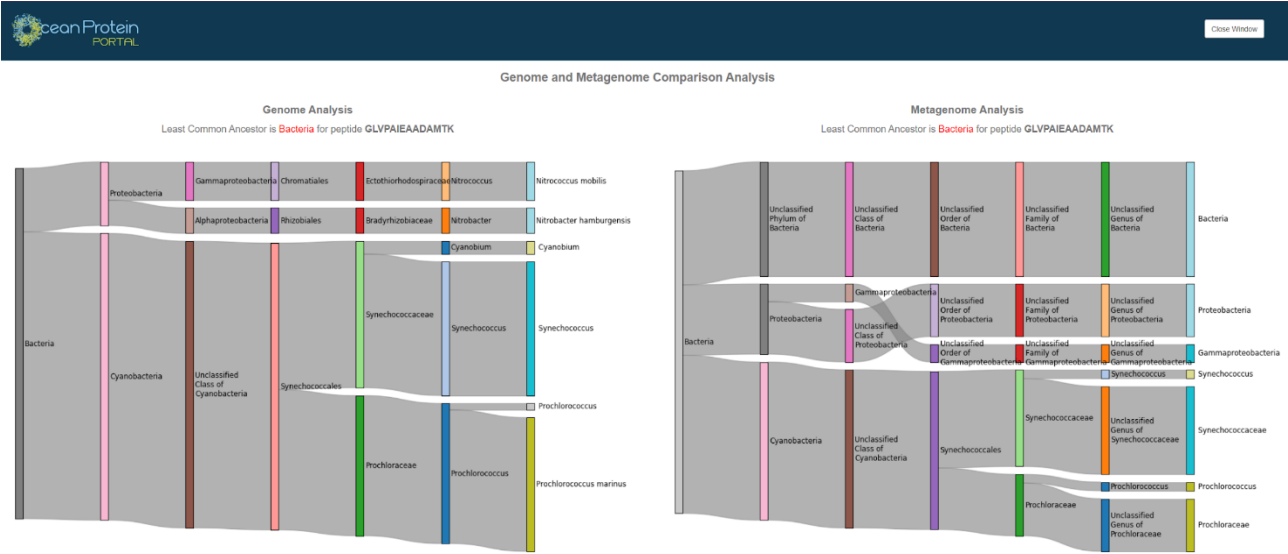 Ocean Protein
PORTAL
Close Window
Genome and Metagenome Comparison Analysis
Genome Analysis
Least Common Ancestor is Bacteria for peptide GLVPAIEAADAMTK
Bacteria
Proteobacteria
Cyanobacteria
Gammaproteobacteria
Alphaproteobacteria
Unclassified
Class of
Cyanobacteria
Chromatiales
Rhizobiales
Synechococcales
Ectothiorhodospiraceae
Bradyrhizobiaceae
Synechococcaceae
Prochloraceae
Nitrococcus
Nitrobacter
Cyanobium
Synechococcus
Prochlorococcus
Nitrococcus mobilis
Nitrobacter hamburgensis
Cyanobium
Synechococcus
Prochlorococcus
Prochlorococcus marinus
Metagenome Analysis
Least Common Ancestor is Bacteria for peptide GLVPAIEAADAMTK
Bacteria
Unclassified
Phylum of
Bacteria
Proteobacteria
Cyanobacteria
Unclassified
Class of
Bacteria
Gammaproteobacteria
Unclassified
Class of
Proteobacteria
Unclassified
Class of
Cyanobacteria
Unclassified
Order of
Bacteria
Unclassified
Order of
Proteobacteria
Unclassified
Order of
Gammaproteobacteria
Synechococcales
Unclassified
Family of
Bacteria
Unclassified
Family of
Proteobacteria
Unclassified
Family of
Gammaproteobacteria
Synechococcaceae
Prochloraceae
Unclassified
Genus of
Bacteria
Unclassified
Genus of
Proteobacteria
Unclassified
Genus of
Gammaproteobacteria
Synechococcus
Unclassified
Genus of
Synechococcaceae
Prochlorococcus
Unclassified
Genus of
Prochloraceae
Bacteria
Proteobacteria
Gammaproteobacteria
Synechococcus
Synechococcaceae
Prochlorococcus
Prochloraceae